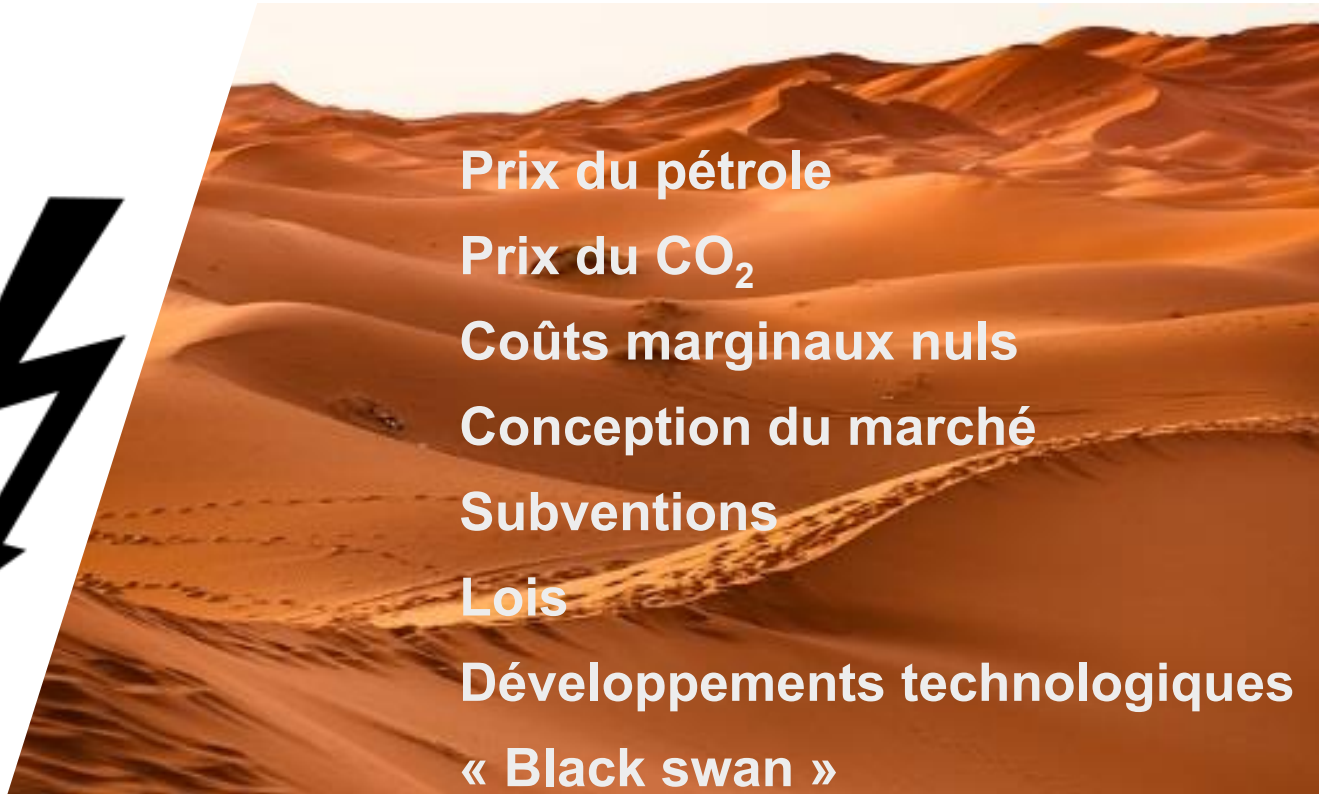 Prix du pétrole
Prix du CO₂
Coûts marginaux nuls
Conception du marché
Subventions
Lois
Développements technologiques
« Black swan »